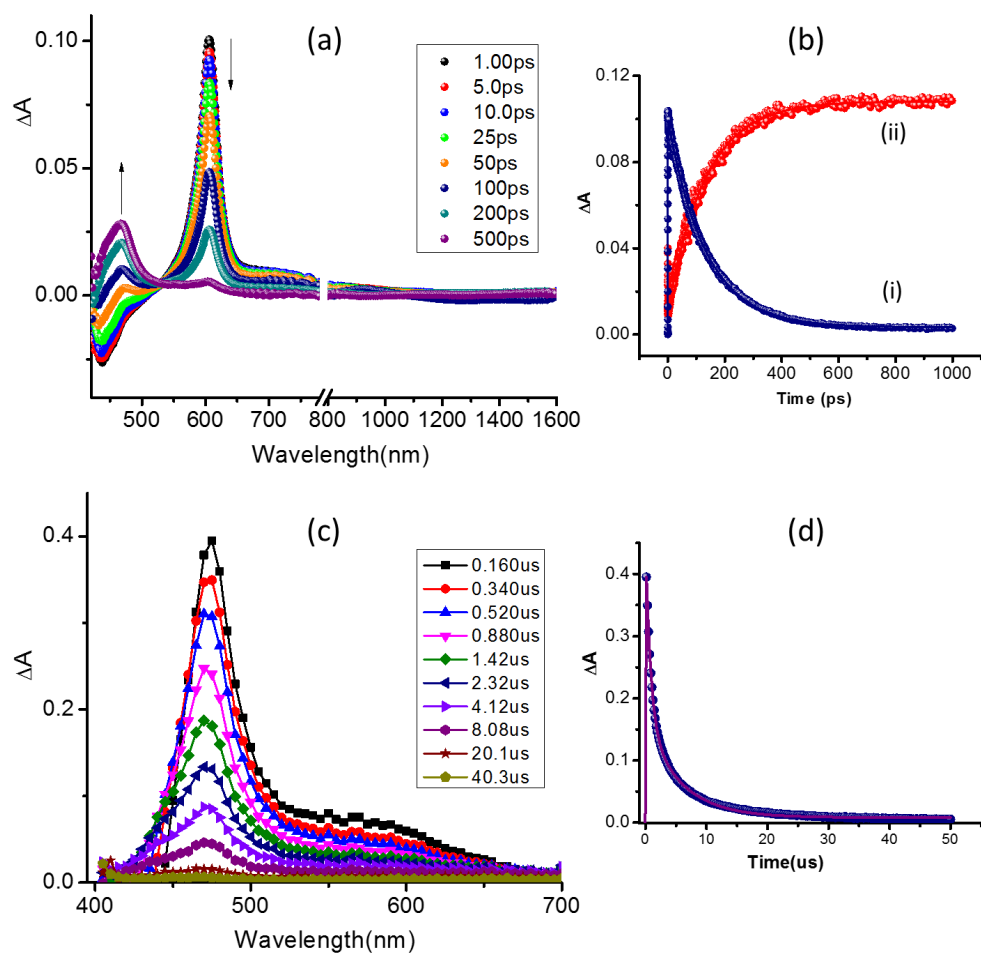 (a)
0.10
0.05
0.00
ΔA
1.00ps
5.0ps
10.0ps
25ps
50ps
100ps
200ps
500ps
500 600 700 800 1000 1200 1400 1600
Wavelength(nm)
(b)
0.12
0.08
0.04
0.00
ΔA
(ii)
(i)
0 200 400 600 800 1000
Time (ps)
(c)
0.4
0.2
0.0
ΔA
0.160us
0.340us
0.520us
0.880us
1.42us
2.32us
4.12us
8.08us
20.1us
40.3us
400 500 600 700
Wavelength(nm)
(d)
0.4
0.3
0.2
0.1
0.0
ΔA
0 10 20 30 40 50
Time(us)